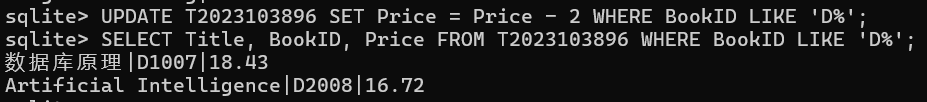 sqlite> UPDATE T2023103896 SET Price = Price - 2 WHERE BookID LIKE 'D%';
sqlite> SELECT Title, BookID, Price FROM T2023103896 WHERE BookID LIKE 'D%';
数据库原理|D1007|18.43
Artificial Intelligence|D2008|16.72